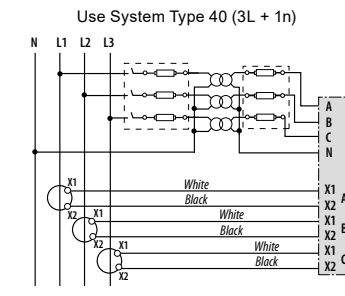 Use System Type 40 (3L + 1n)
N L1 L2 L3
A
B
C
N
X1 White X1
X2 Black X2 A
X1 White X1
X2 Black X2 B
X1 White X1
X2 Black X2 C